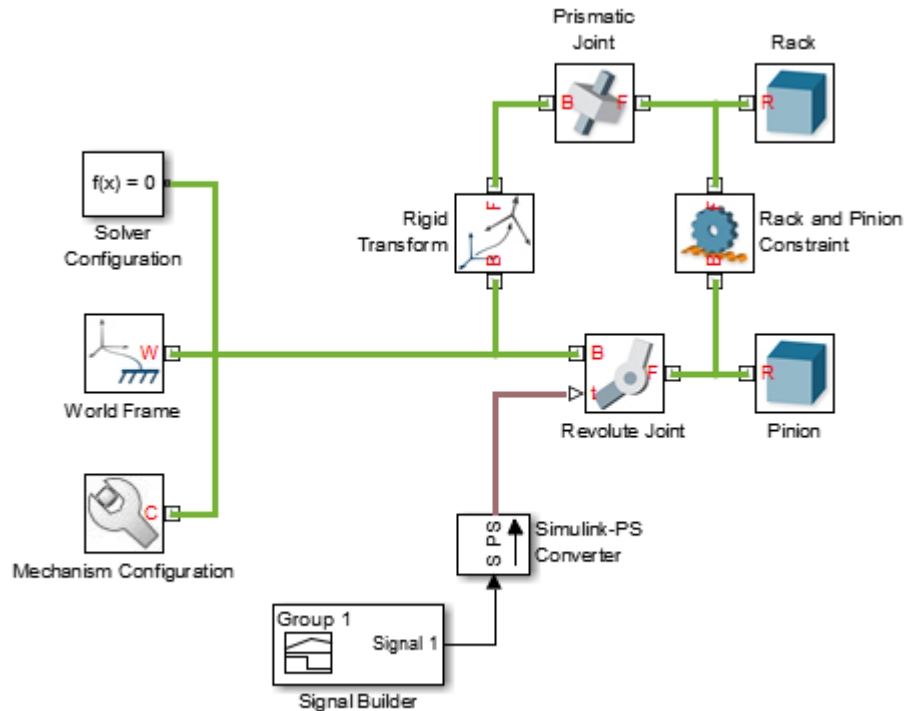 Prismatic
Joint
Rack
B
F
R
f(x) = 0
Solver
Configuration
Rigid
Transform
F
B
F
B
Rack and Pinion
Constraint
W
World Frame
B
F
t
Revolute Joint
R
Pinion
C
Mechanism Configuration
S PS
Simulink-PS
Converter
Group 1
Signal 1
Signal Builder